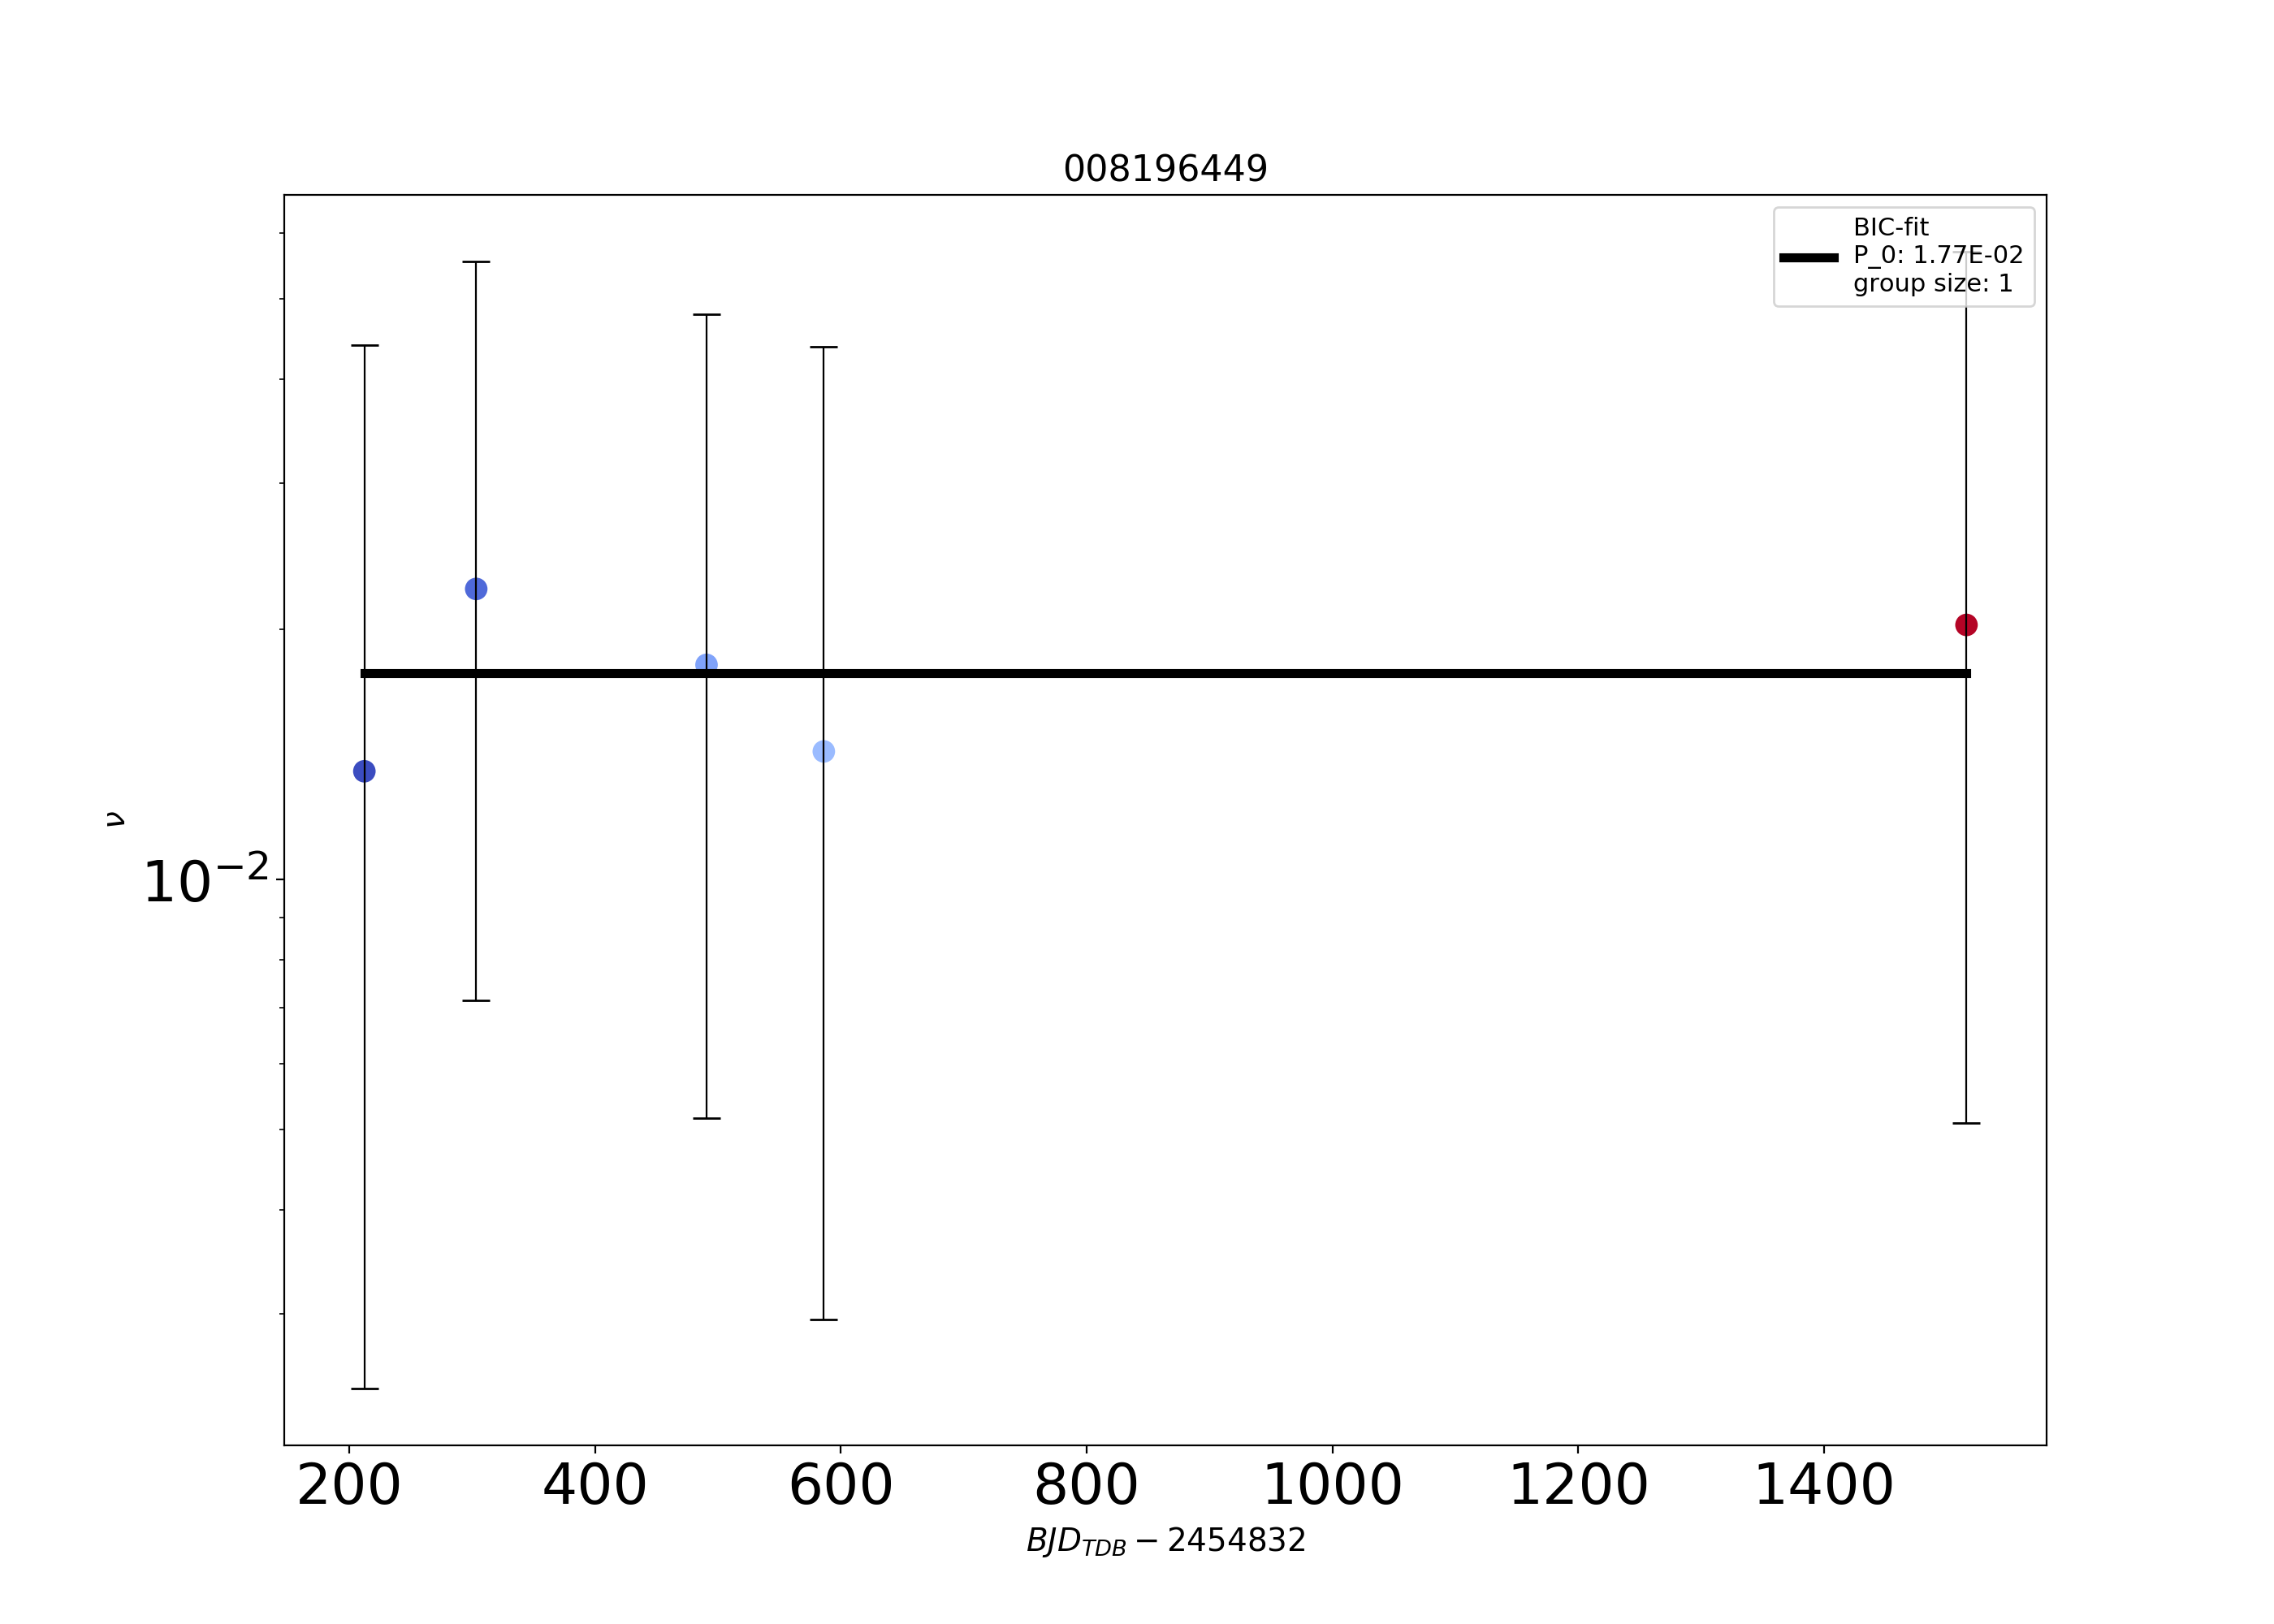 008196449
BIC-fit
P_0: 1.77E-02
group size: 1
ν
10⁻²
200 400 600 800 1000 1200 1400
BJD_TDB − 2454832